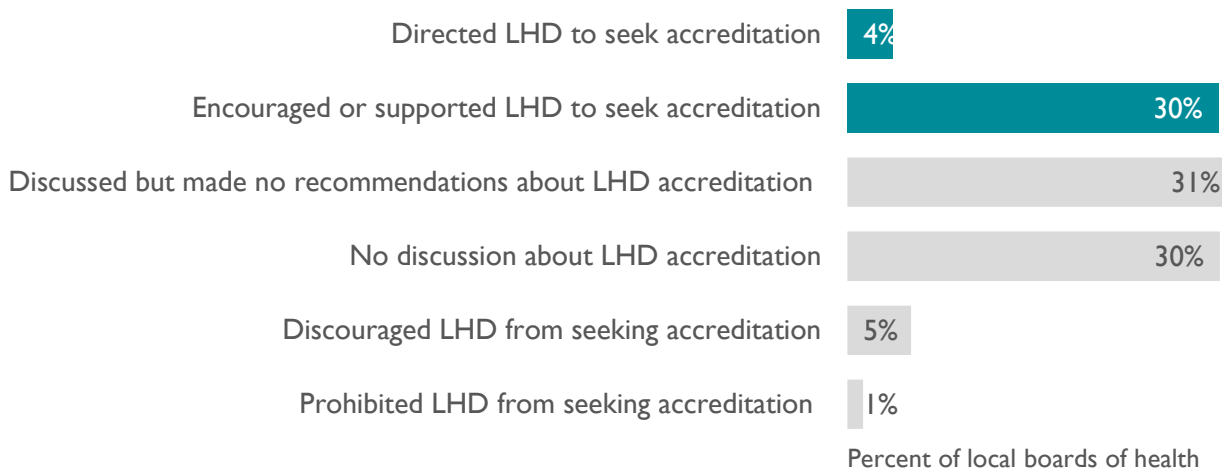 Directed LHD to seek accreditation 4%
Encouraged or supported LHD to seek accreditation 30%
Discussed but made no recommendations about LHD accreditation 31%
No discussion about LHD accreditation 30%
Discouraged LHD from seeking accreditation 5%
Prohibited LHD from seeking accreditation 1%
Percent of local boards of health